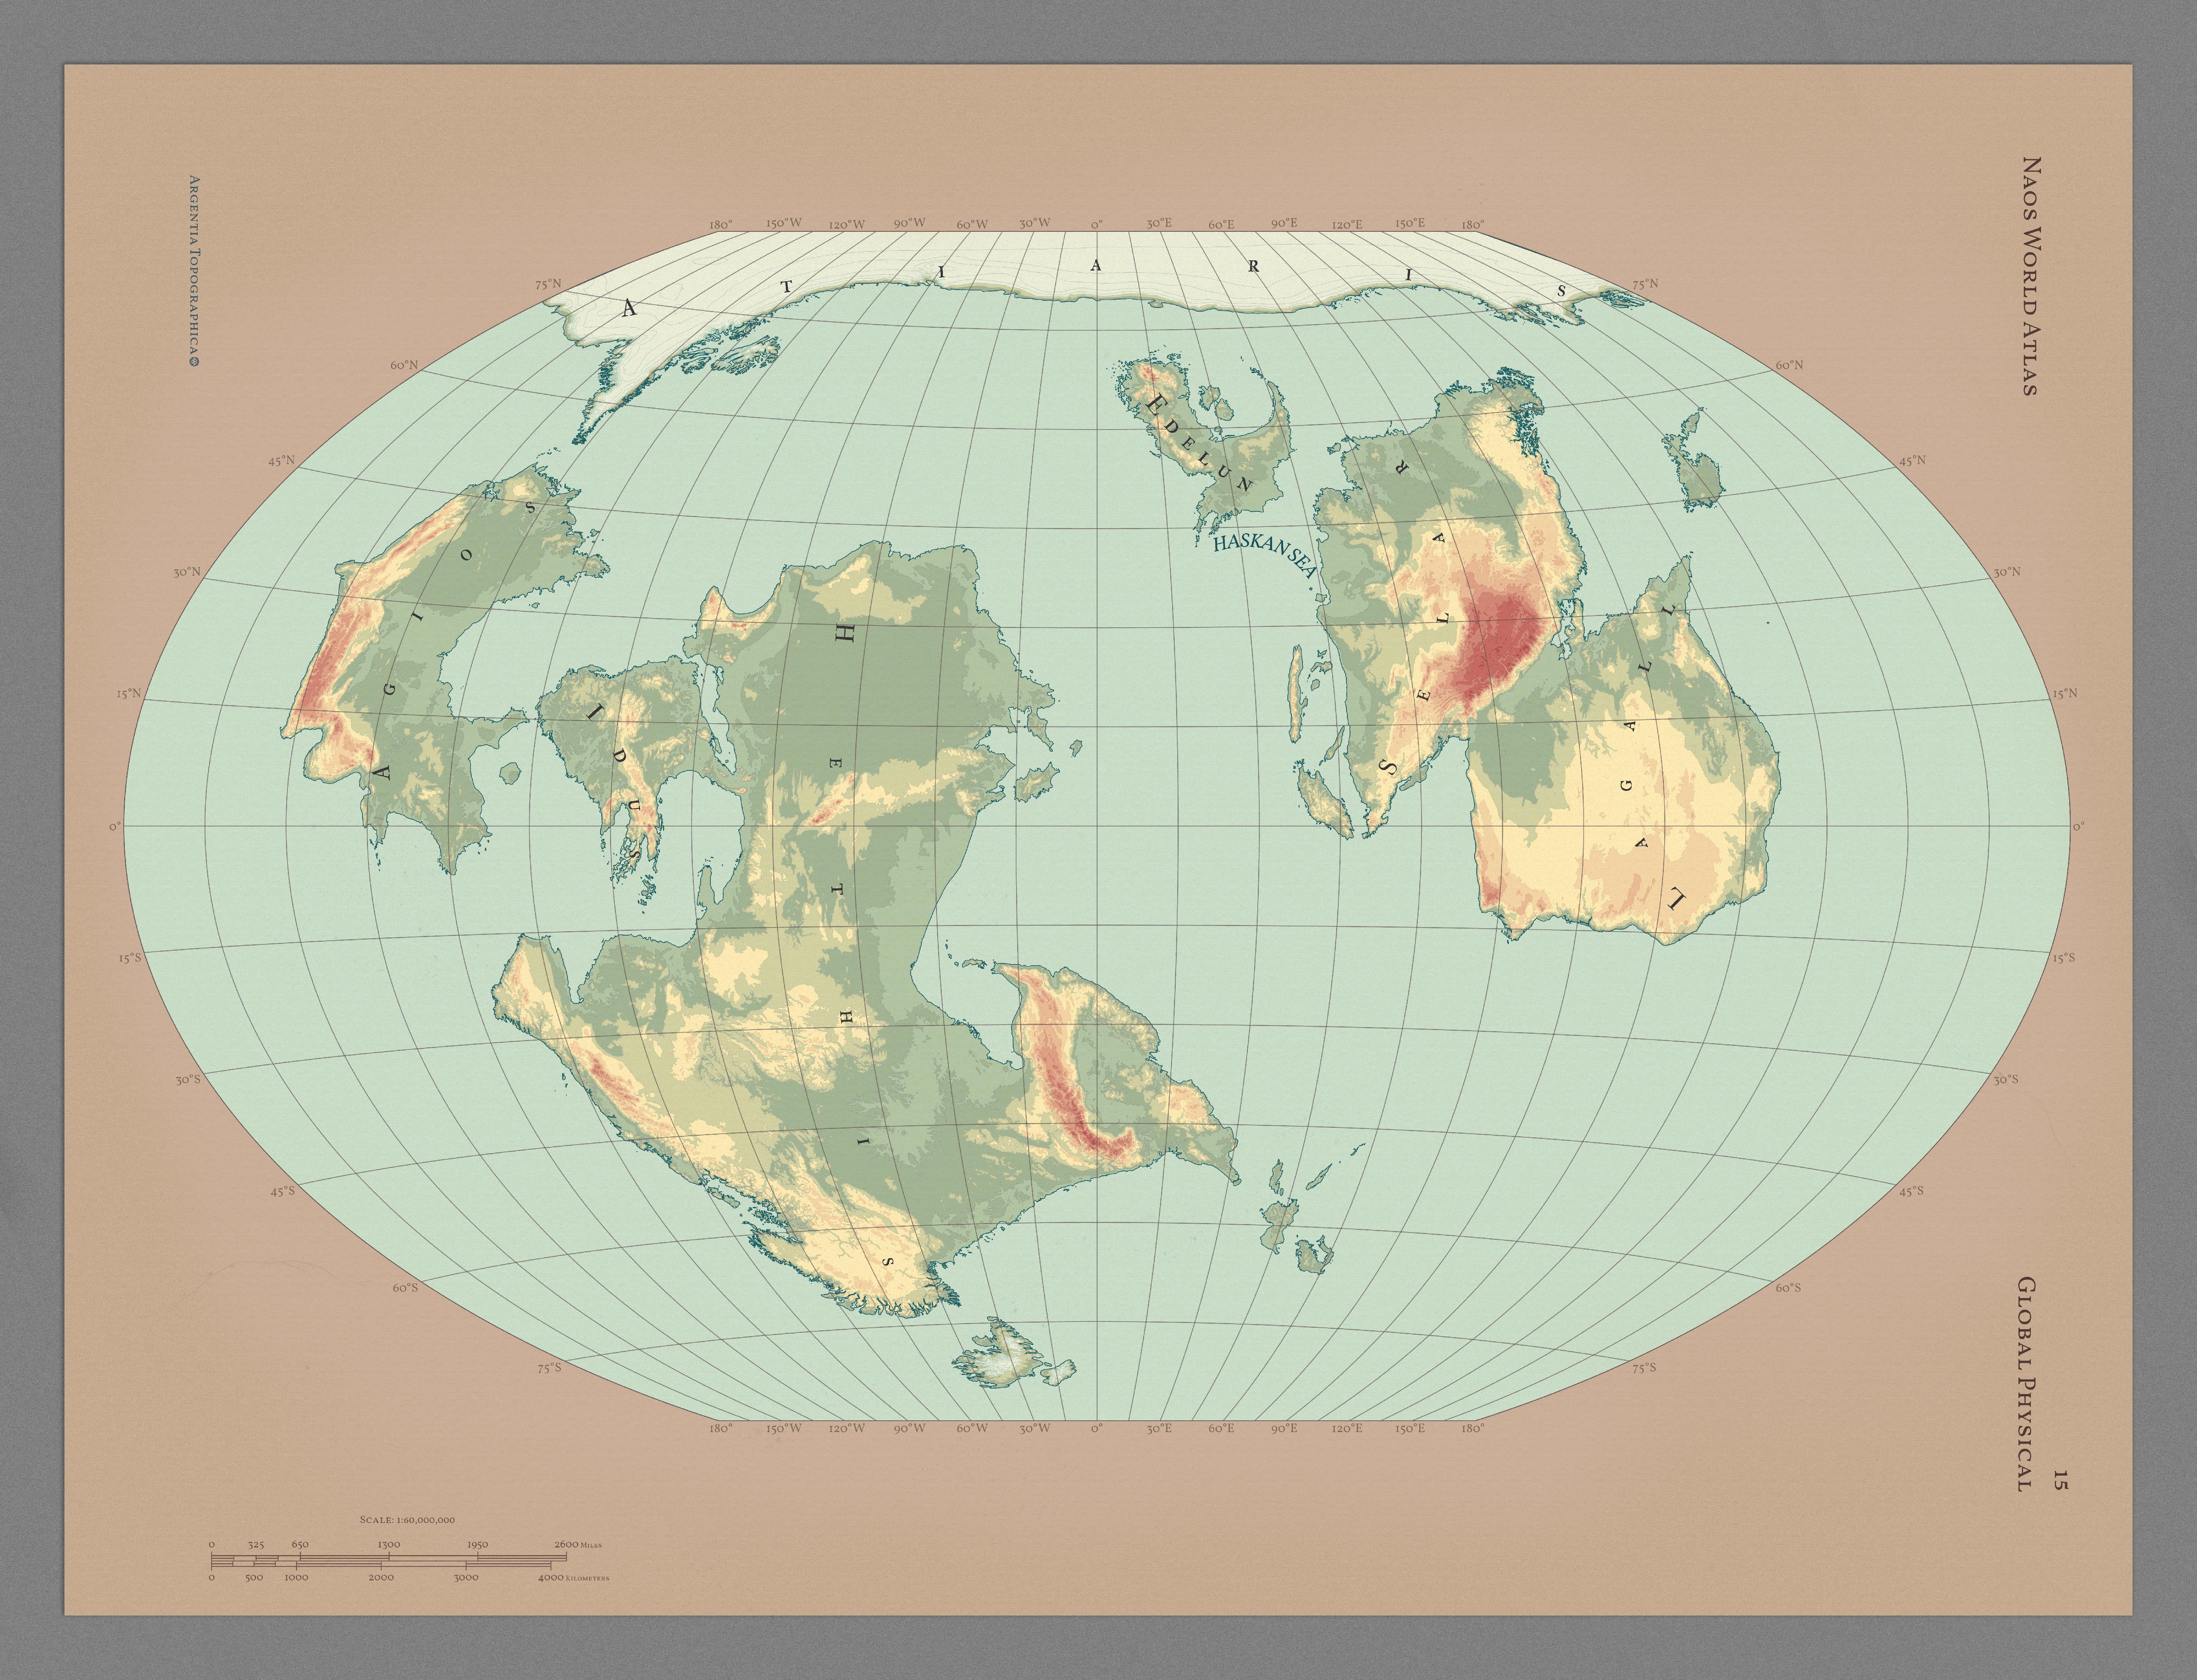 NAOS WORLD ATLAS
ARGENTIA TOPOGRAPHICA©
180° 150°W 120°W 90°W 60°W 30°W 0° 30°E 60°E 90°E 120°E 150°E 180°
75°N 75°N
60°N 60°N
45°N 45°N
30°N 30°N
15°N 15°N
0° 0°
15°S 15°S
30°S 30°S
45°S 45°S
60°S 60°S
75°S 75°S
180° 150°W 120°W 90°W 60°W 30°W 0° 30°E 60°E 90°E 120°E 150°E 180°
ATIARIS
EDELUN
HASKAN SEA
AGIOS
IDUS
HETHIS
SELAR
LAGALL
GLOBAL PHYSICAL
15
SCALE: 1:60,000,000
0 325 650 1300 1950 2600 MILES
0 500 1000 2000 3000 4000 KILOMETERS